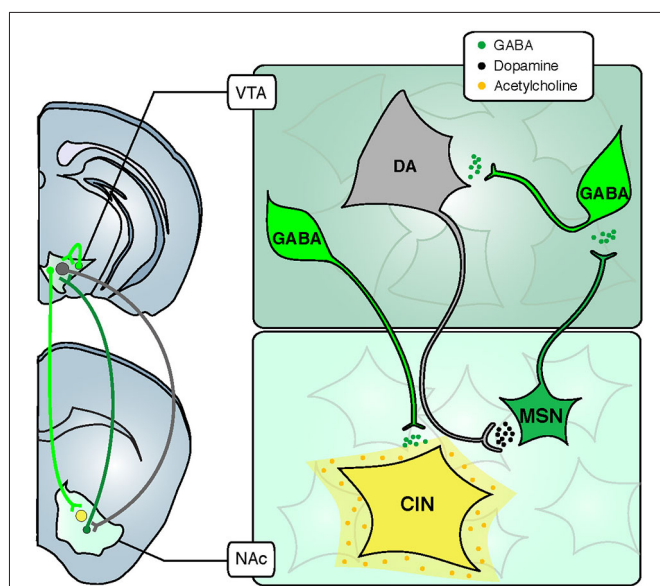 GABA
Dopamine
Acetylcholine
VTA
DA
GABA
GABA
MSN
CIN
NAc